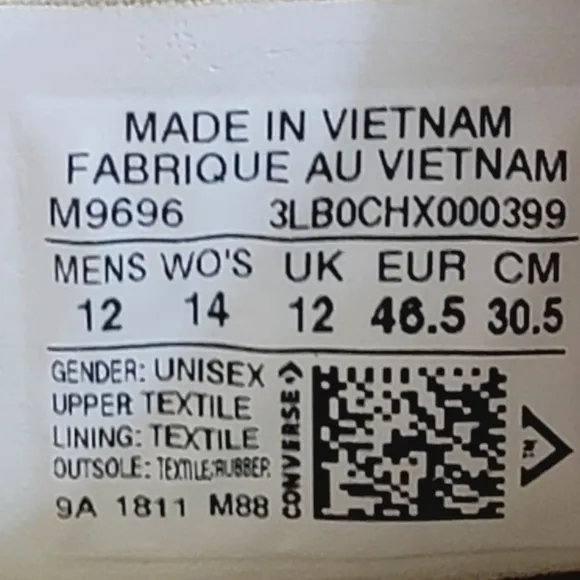 MADE IN VIETNAM
FABRIQUE AU VIETNAM
M9696 3LB0CHX000399
MENS WO'S UK EUR CM
12 14 12 46.5 30.5
GENDER: UNISEX
UPPER TEXTILE
LINING: TEXTILE
OUTSOLE: TEXTILE;RUBBER.
9A 1811 M88
CONVERSE
TM